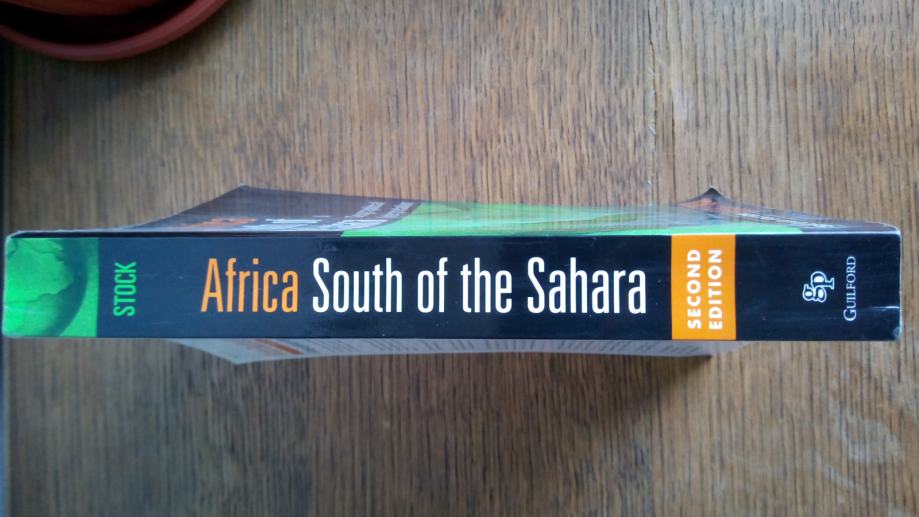 STOCK
Africa South of the Sahara
SECOND
EDITION
gp
GUILFORD